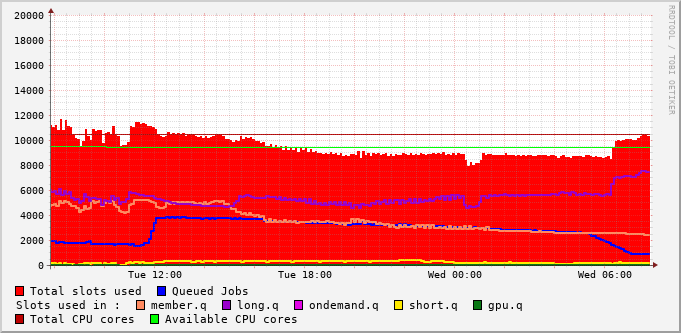 20000
18000
16000
14000
12000
10000
8000
6000
4000
2000
0
Tue 12:00 Tue 18:00 Wed 00:00 Wed 06:00
RRDTOOL / TOBI OETIKER
Total slots used Queued Jobs
Slots used in : member.q long.q ondemand.q short.q gpu.q
Total CPU cores Available CPU cores